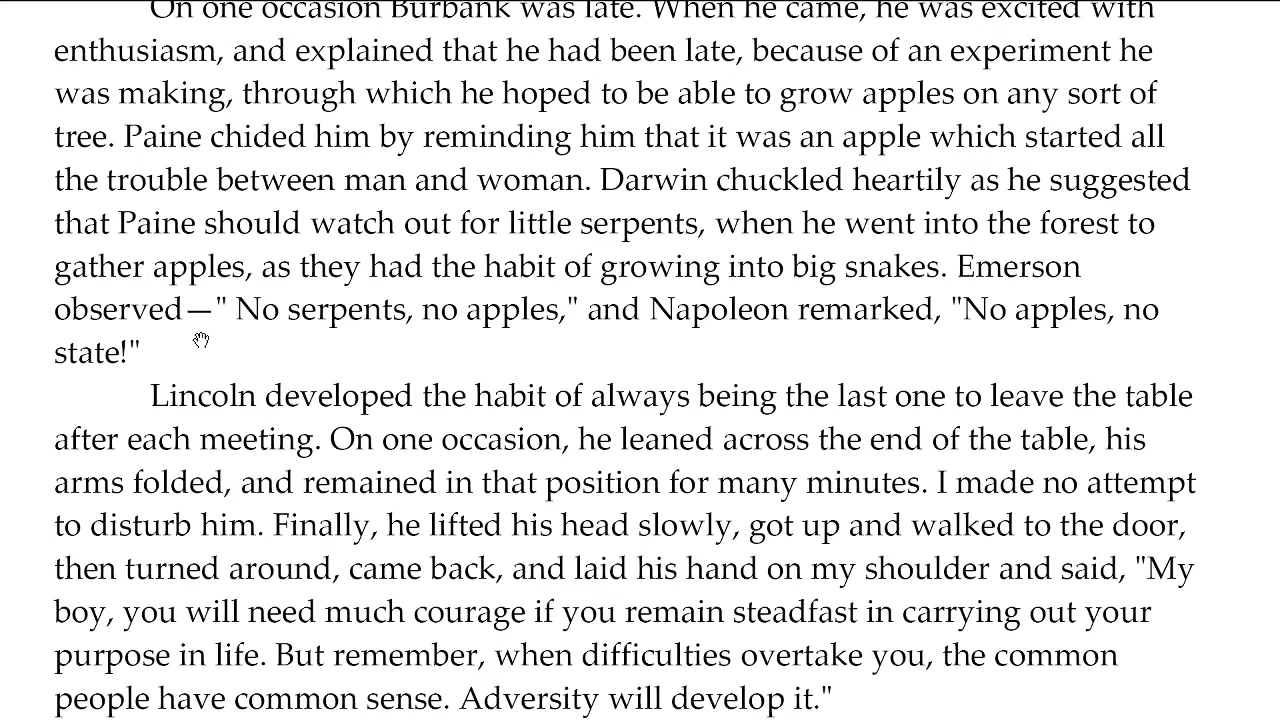 On one occasion Burbank was late. When he came, he was excited with
enthusiasm, and explained that he had been late, because of an experiment he
was making, through which he hoped to be able to grow apples on any sort of
tree. Paine chided him by reminding him that it was an apple which started all
the trouble between man and woman. Darwin chuckled heartily as he suggested
that Paine should watch out for little serpents, when he went into the forest to
gather apples, as they had the habit of growing into big snakes. Emerson
observed—" No serpents, no apples," and Napoleon remarked, "No apples, no
state!"
Lincoln developed the habit of always being the last one to leave the table
after each meeting. On one occasion, he leaned across the end of the table, his
arms folded, and remained in that position for many minutes. I made no attempt
to disturb him. Finally, he lifted his head slowly, got up and walked to the door,
then turned around, came back, and laid his hand on my shoulder and said, "My
boy, you will need much courage if you remain steadfast in carrying out your
purpose in life. But remember, when difficulties overtake you, the common
people have common sense. Adversity will develop it."